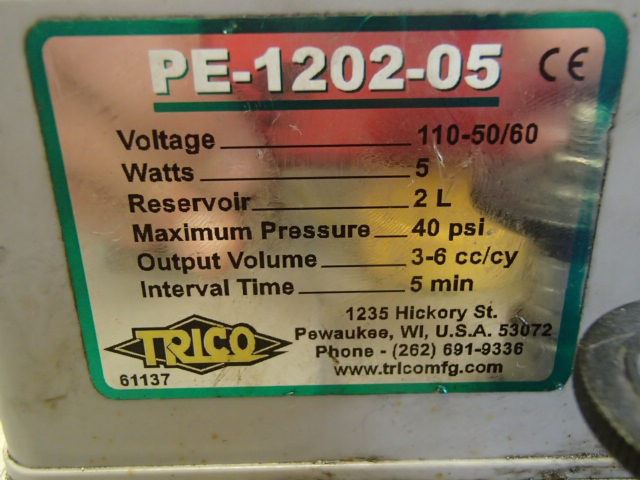 PE-1202-05 CE
Voltage 110-50/60
Watts 5
Reservoir 2 L
Maximum Pressure 40 psi
Output Volume 3-6 cc/cy
Interval Time 5 min
1235 Hickory St.
Pewaukee, WI, U.S.A. 53072
Phone - (262) 691-9336
www.tricomfg.com
TRICO
61137